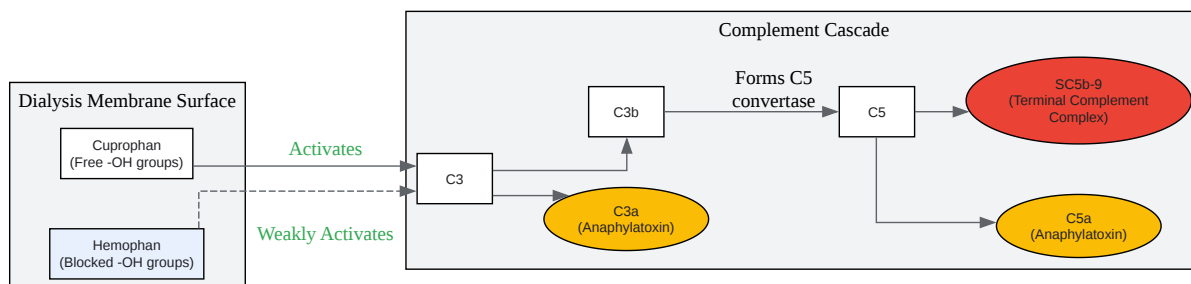 Complement Cascade
Dialysis Membrane Surface
Cuprophan
(Free -OH groups)
Hemophan
(Blocked -OH groups)
Activates
Weakly Activates
C3
C3b
C3a
(Anaphylatoxin)
Forms C5
convertase
C5
SC5b-9
(Terminal Complement
Complex)
C5a
(Anaphylatoxin)